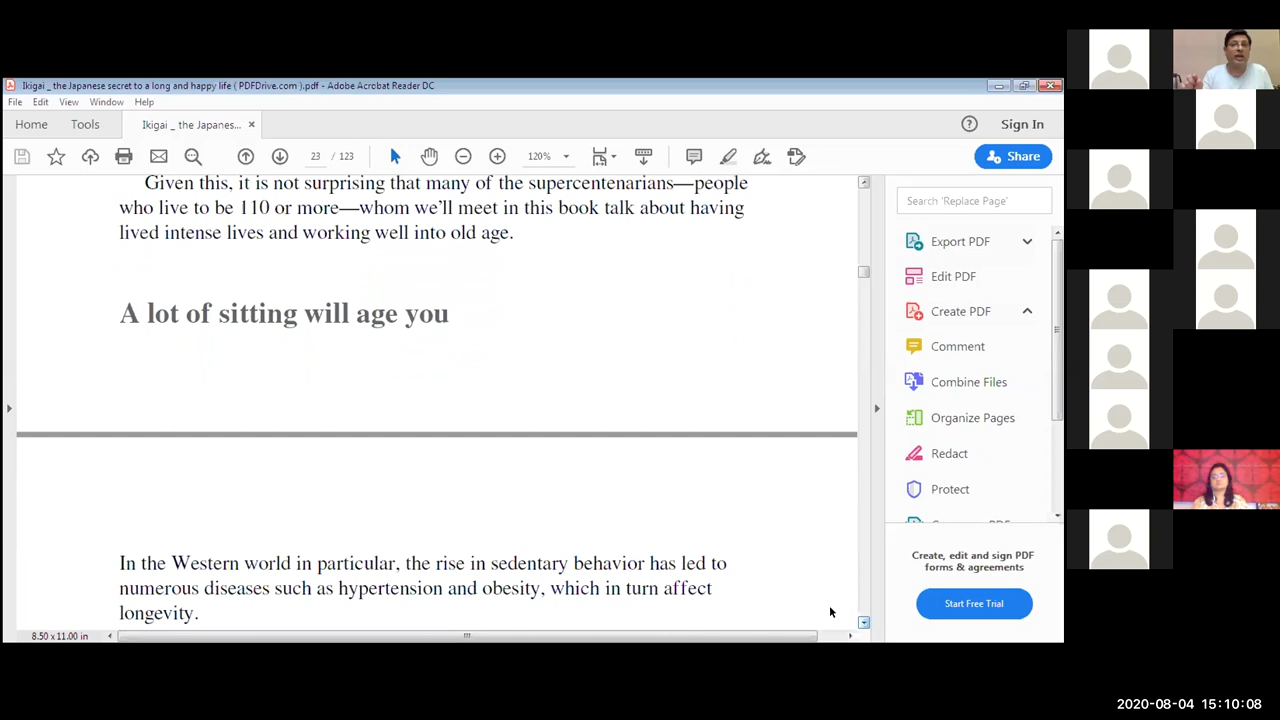 Ikigai _ the Japanese secret to a long and happy life ( PDFDrive.com ).pdf - Adobe Acrobat Reader DC
File Edit View Window Help
Home Tools Ikigai _ the Japanes... × Sign In
23 / 123 120% Share
Given this, it is not surprising that many of the supercentenarians—people
who live to be 110 or more—whom we'll meet in this book talk about having
lived intense lives and working well into old age.
A lot of sitting will age you
In the Western world in particular, the rise in sedentary behavior has led to
numerous diseases such as hypertension and obesity, which in turn affect
longevity.
8.50 x 11.00 in
Search 'Replace Page'
Export PDF
Edit PDF
Create PDF
Comment
Combine Files
Organize Pages
Redact
Protect
Create, edit and sign PDF
forms & agreements
Start Free Trial
2020-08-04 15:10:08